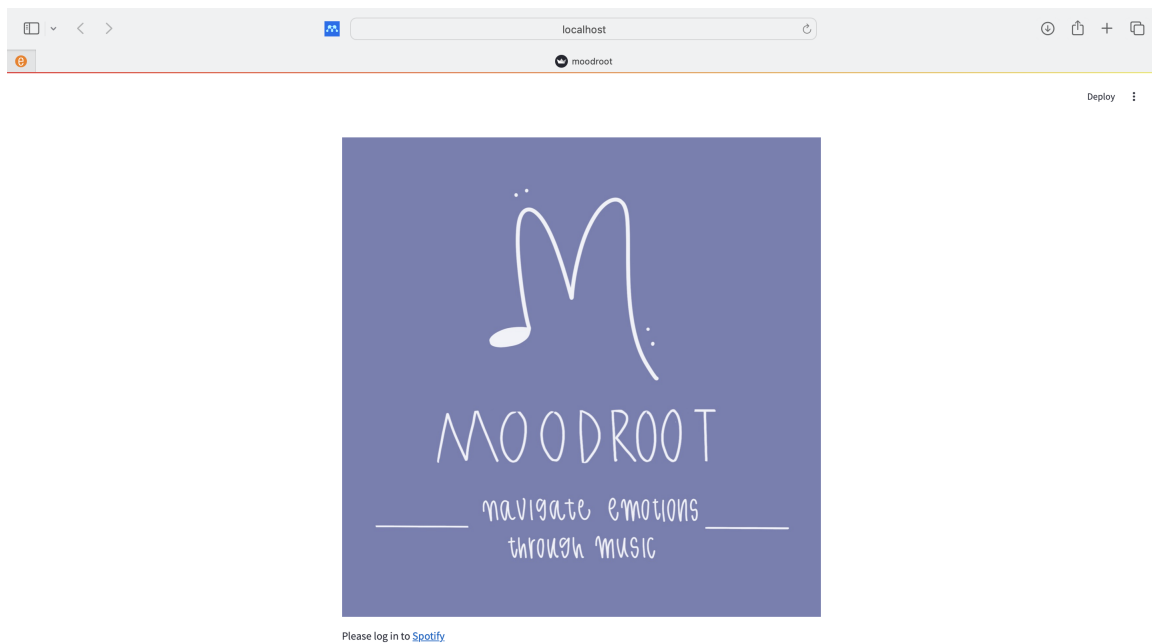 localhost
moodroot
Deploy
MOODROOT
navigate emotions
through music
Please log in to Spotify